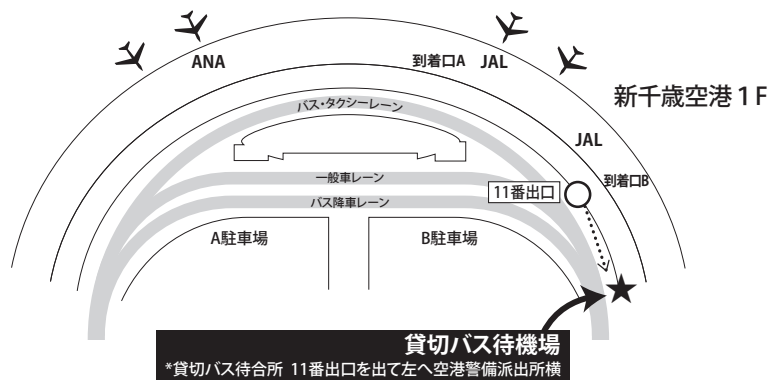 ANA
到着口A JAL
新千歳空港 1 F
バス・タクシーレーン
JAL
到着口B
一般車レーン
11番出口
バス降車レーン
A駐車場
B駐車場
貸切バス待機場
*貸切バス待合所 11番出口を出て左へ空港警備派出所横